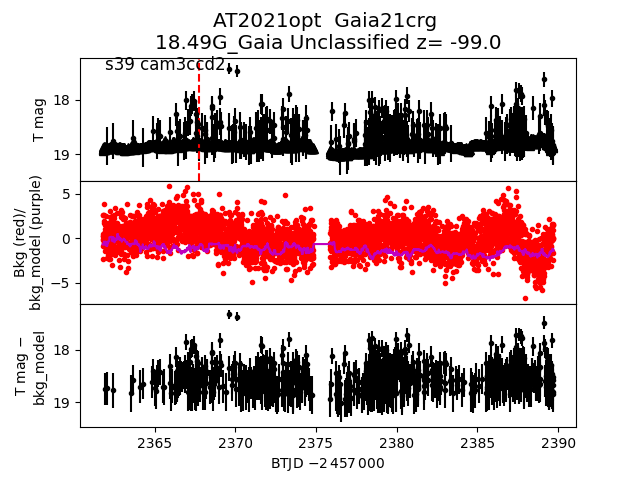 AT2021opt  Gaia21crg
18.49G_Gaia Unclassified z= -99.0
s39 cam3ccd2
T mag
18
19
Bkg (red)/
bkg_model (purple)
5
0
−5
T mag −
bkg_model
18
19
2365 2370 2375 2380 2385 2390
BTJD −2 457 000